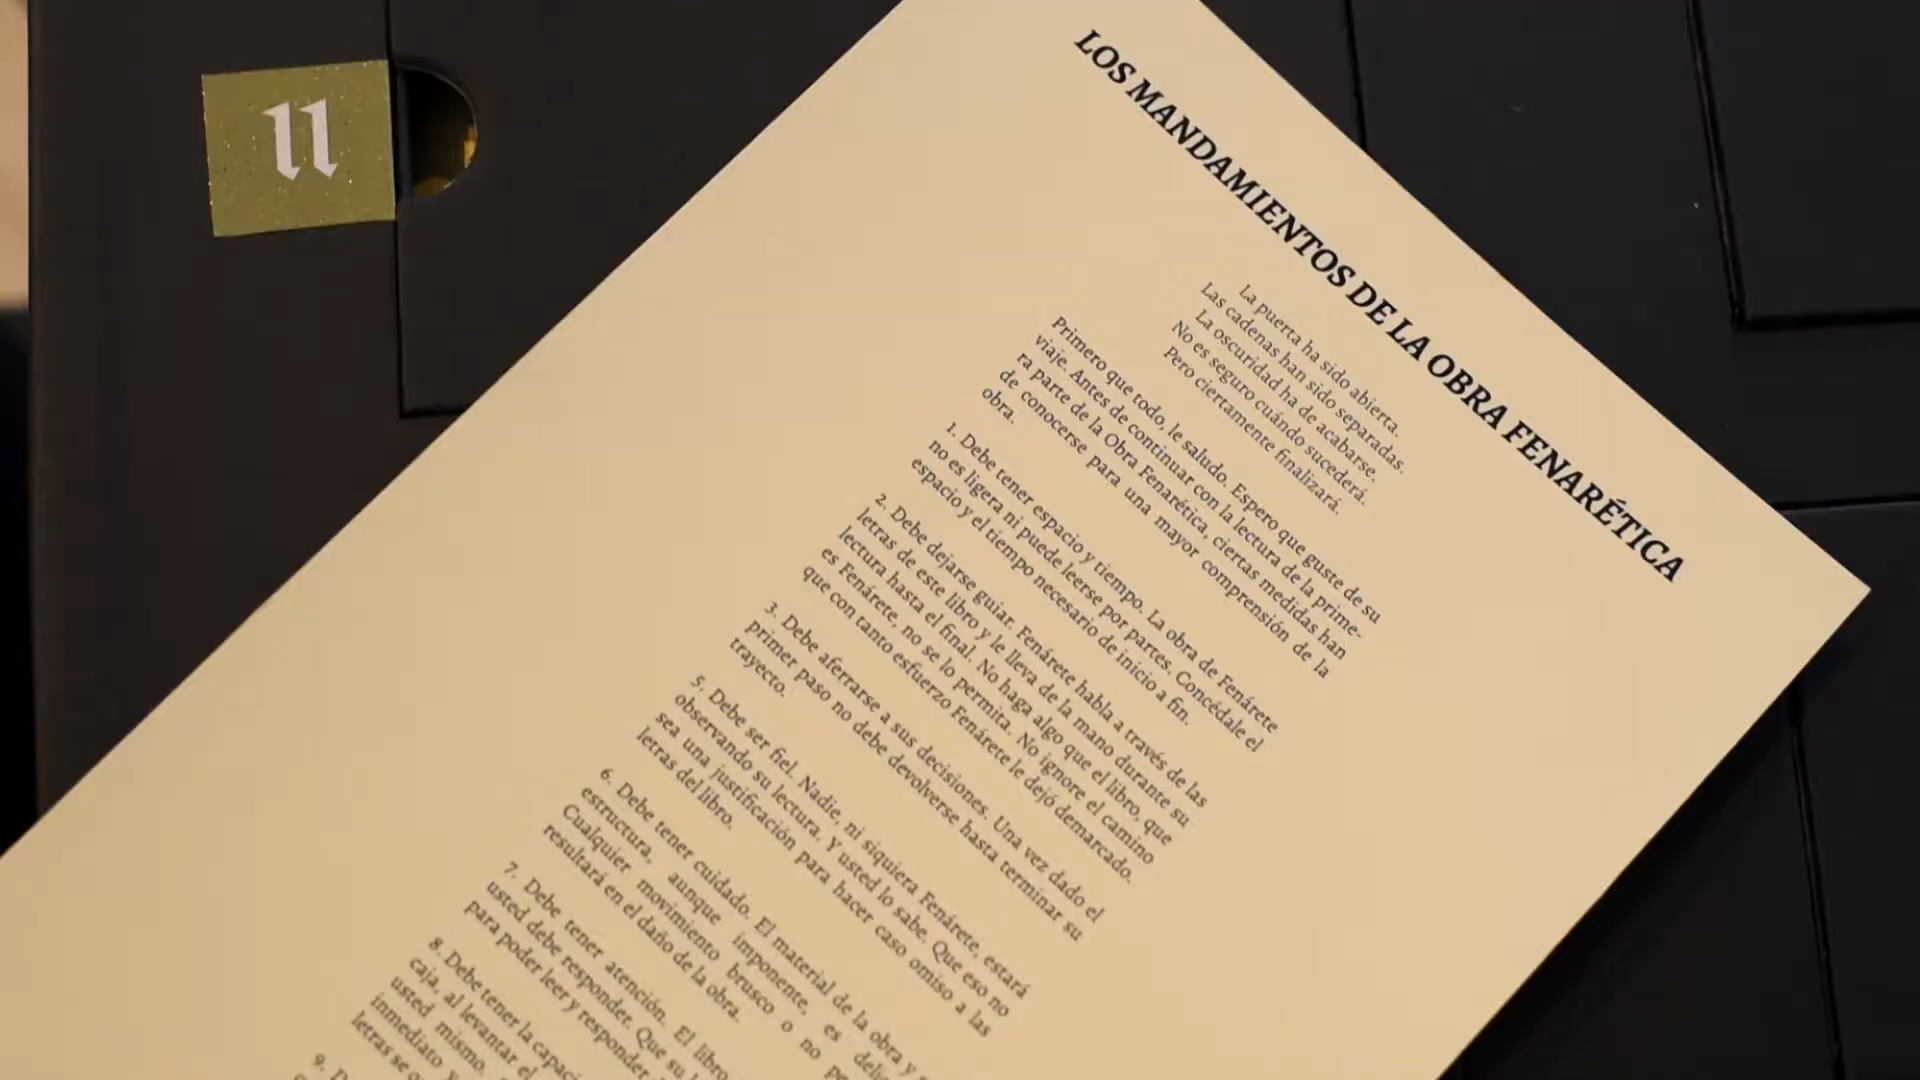 11
LOS MANDAMIENTOS DE LA OBRA FENARÉTICA
La puerta ha sido abierta.
Las cadenas han sido separadas.
La oscuridad ha de acabarse.
No es seguro cuándo sucederá.
Pero ciertamente finalizará.
Primero que todo, le saludo. Espero que guste de su
viaje. Antes de continuar con la lectura de la prime-
ra parte de la Obra Fenarética, ciertas medidas han
de conocerse para una mayor comprensión de la
obra.
1. Debe tener espacio y tiempo. La obra de Fenárete
no es ligera ni puede leerse por partes. Concédale el
espacio y el tiempo necesario de inicio a fin.
2. Debe dejarse guiar. Fenárete habla a través de las
letras de este libro y le lleva de la mano durante su
lectura hasta el final. No haga algo que el libro, que
es Fenárete, no se lo permita. No ignore el camino
que con tanto esfuerzo Fenárete le dejó demarcado.
3. Debe aferrarse a sus decisiones. Una vez dado el
primer paso no debe devolverse hasta terminar su
trayecto.
5. Debe ser fiel. Nadie, ni siquiera Fenárete, estará
observando su lectura. Y usted lo sabe. Que eso no
sea una justificación para hacer caso omiso a las
letras del libro.
6. Debe tener cuidado. El material de la obra y
estructura, aunque imponente, es
Cualquier movimiento brusco o no
resultará en el daño de la obra.
7. Debe tener atención. El libro
usted debe responder. Que su
para poder leer y responder
8. Debe tener la
caja, al levantar el
usted mismo.
inmediato y
letras se
9.